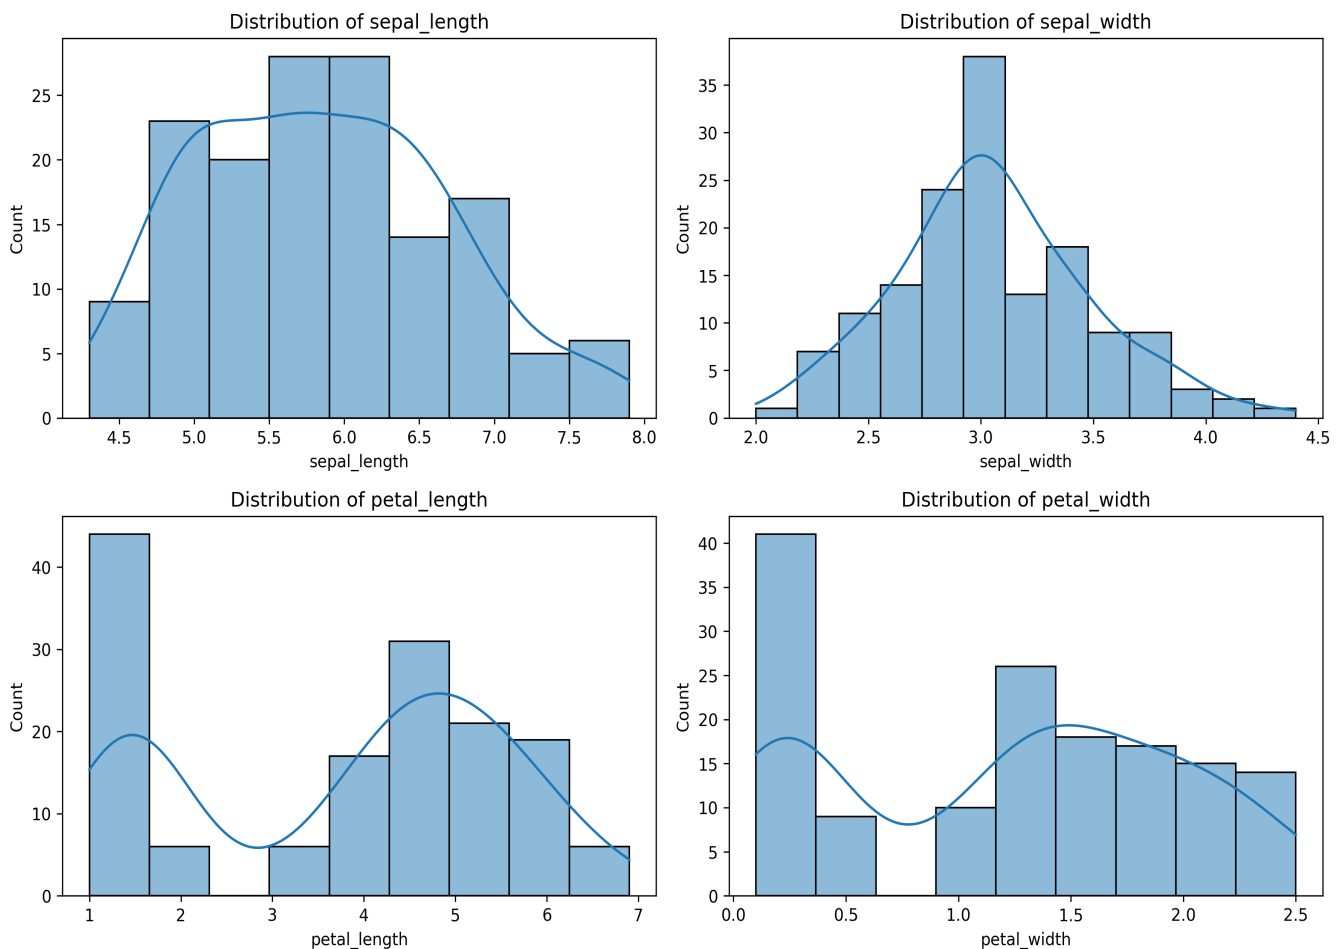 Distribution of sepal_length
Count
25
20
15
10
5
0
4.5 5.0 5.5 6.0 6.5 7.0 7.5 8.0
sepal_length
Distribution of sepal_width
Count
35
30
25
20
15
10
5
0
2.0 2.5 3.0 3.5 4.0 4.5
sepal_width
Distribution of petal_length
Count
40
30
20
10
0
1 2 3 4 5 6 7
petal_length
Distribution of petal_width
Count
40
35
30
25
20
15
10
5
0
0.0 0.5 1.0 1.5 2.0 2.5
petal_width